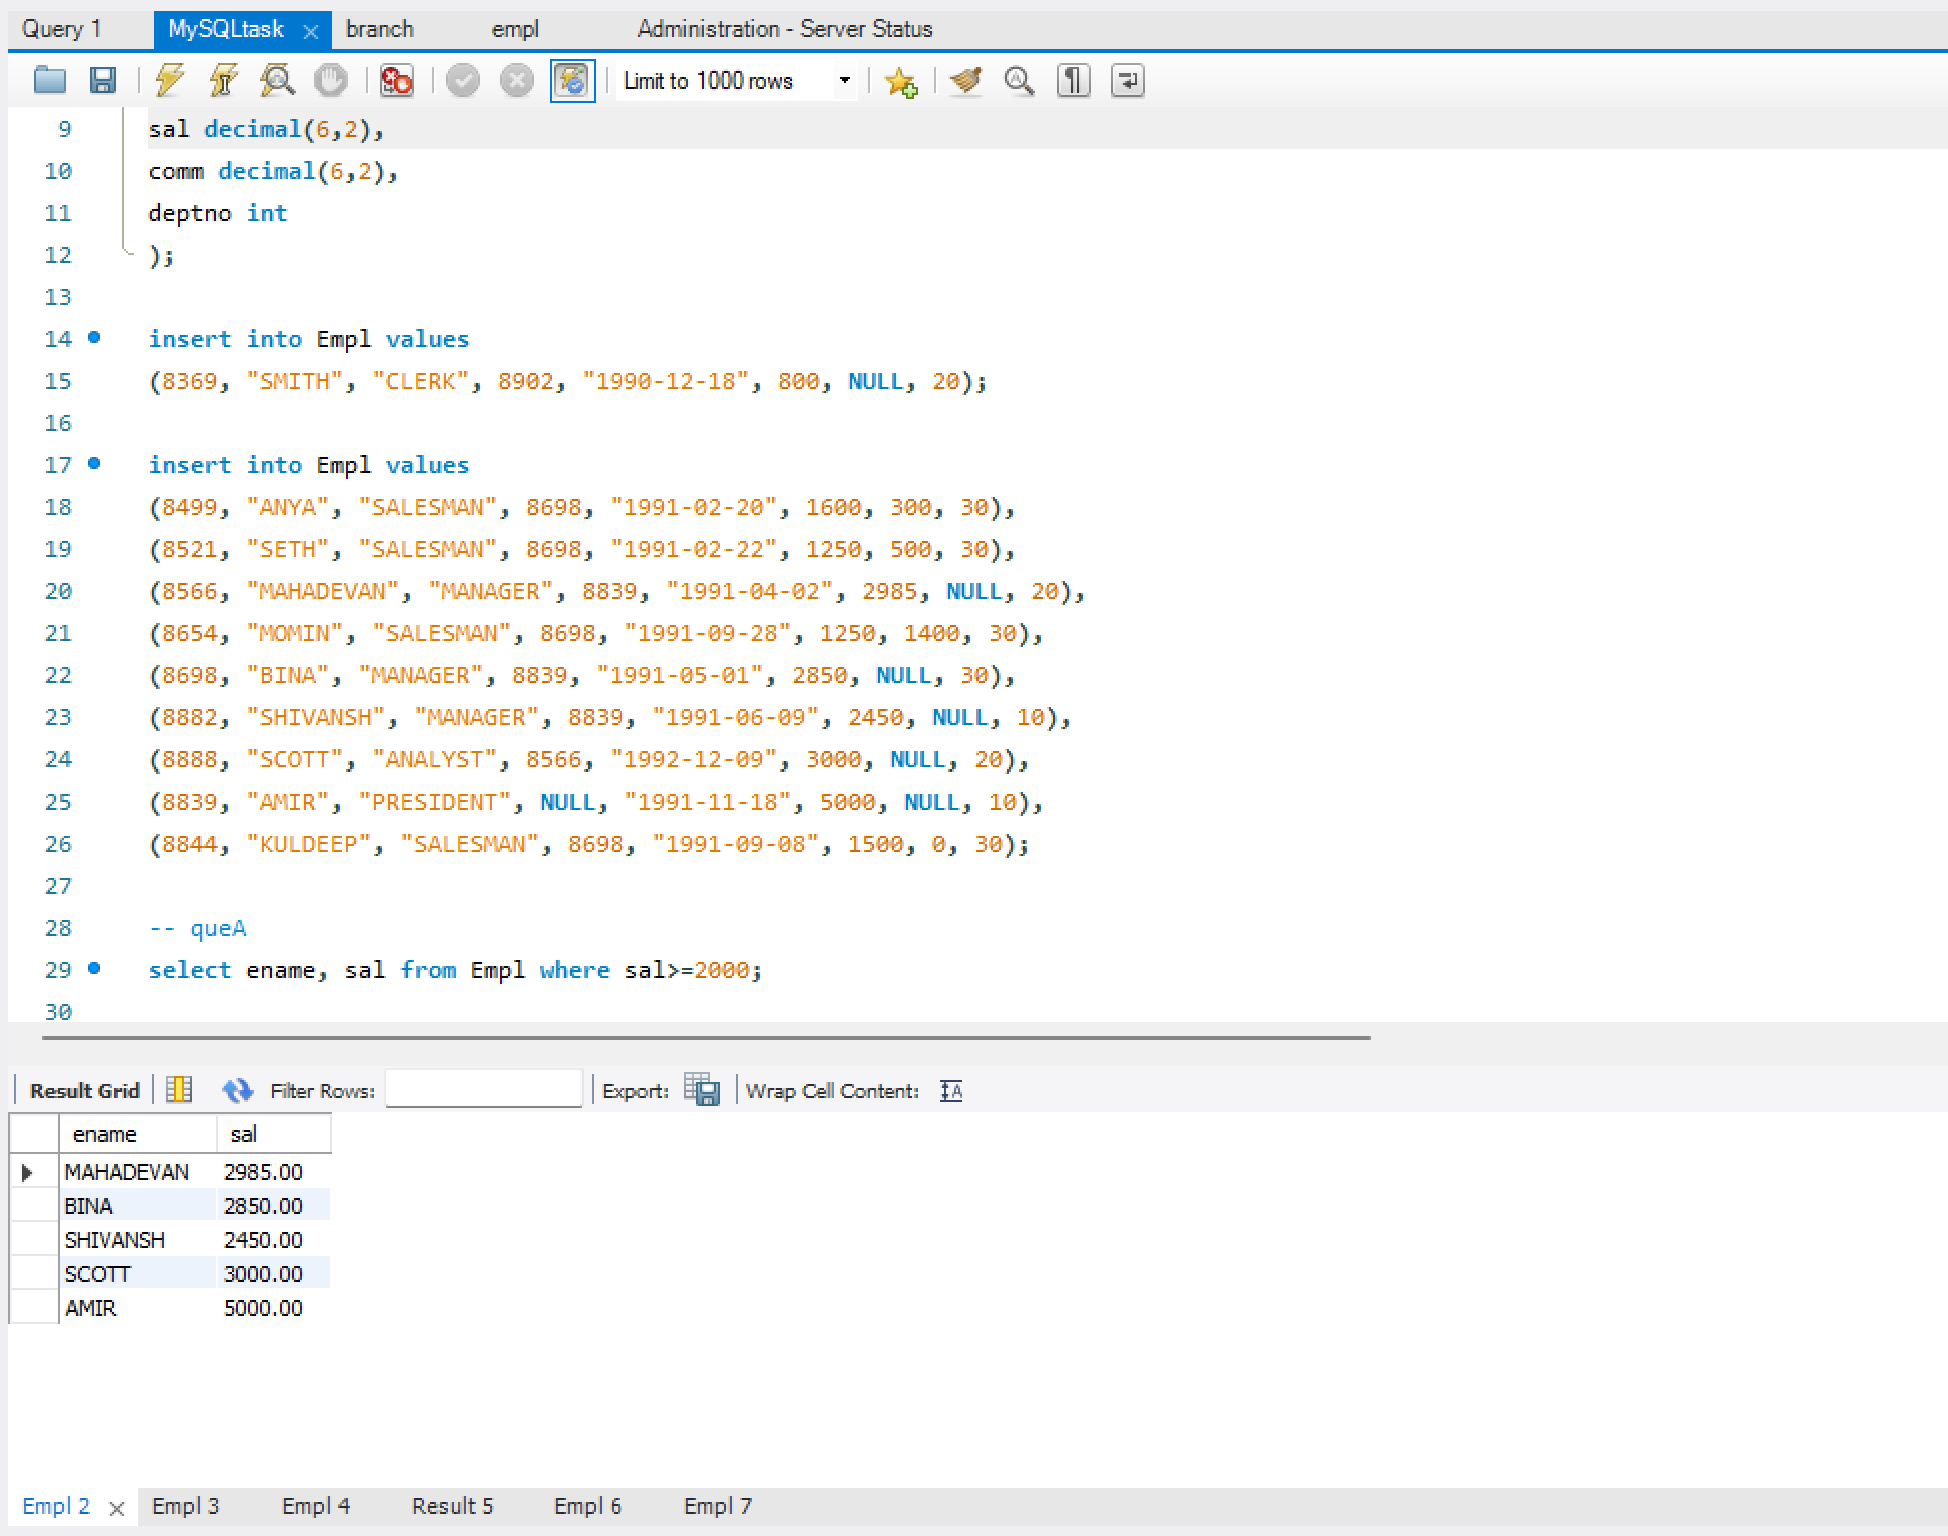 Query 1 MySQLtask branch empl Administration - Server Status
Limit to 1000 rows
9 sal decimal(6,2),
10 comm decimal(6,2),
11 deptno int
12 );
13
14 insert into Empl values
15 (8369, "SMITH", "CLERK", 8902, "1990-12-18", 800, NULL, 20);
16
17 insert into Empl values
18 (8499, "ANYA", "SALESMAN", 8698, "1991-02-20", 1600, 300, 30),
19 (8521, "SETH", "SALESMAN", 8698, "1991-02-22", 1250, 500, 30),
20 (8566, "MAHADEVAN", "MANAGER", 8839, "1991-04-02", 2985, NULL, 20),
21 (8654, "MOMIN", "SALESMAN", 8698, "1991-09-28", 1250, 1400, 30),
22 (8698, "BINA", "MANAGER", 8839, "1991-05-01", 2850, NULL, 30),
23 (8882, "SHIVANSH", "MANAGER", 8839, "1991-06-09", 2450, NULL, 10),
24 (8888, "SCOTT", "ANALYST", 8566, "1992-12-09", 3000, NULL, 20),
25 (8839, "AMIR", "PRESIDENT", NULL, "1991-11-18", 5000, NULL, 10),
26 (8844, "KULDEEP", "SALESMAN", 8698, "1991-09-08", 1500, 0, 30);
27
28 -- queA
29 select ename, sal from Empl where sal>=2000;
30
Result Grid Filter Rows: Export: Wrap Cell Content:
ename sal
MAHADEVAN 2985.00
BINA 2850.00
SHIVANSH 2450.00
SCOTT 3000.00
AMIR 5000.00
Empl 2 Empl 3 Empl 4 Result 5 Empl 6 Empl 7